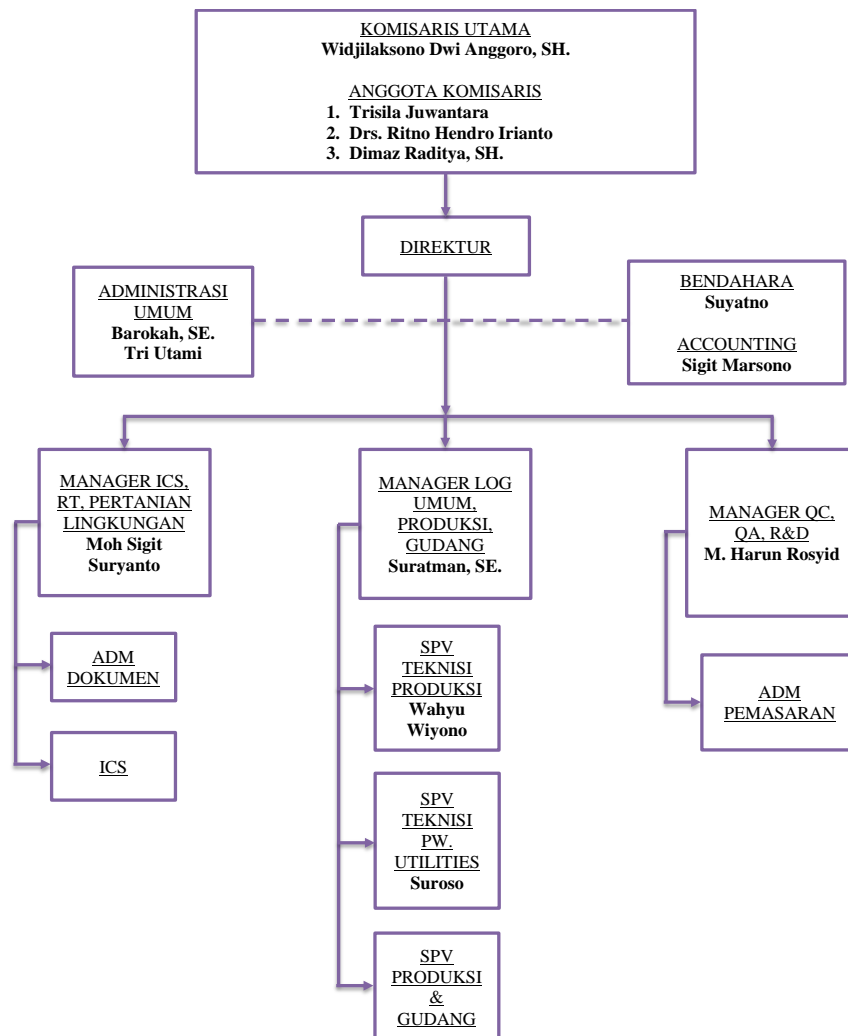 KOMISARIS UTAMA
Widjilaksono Dwi Anggoro, SH.
ANGGOTA KOMISARIS
1. Trisila Juwantara
2. Drs. Ritno Hendro Irianto
3. Dimaz Raditya, SH.
DIREKTUR
ADMINISTRASI
UMUM
Barokah, SE.
Tri Utami
BENDAHARA
Suyatno
ACCOUNTING
Sigit Marsono
MANAGER ICS,
RT, PERTANIAN
LINGKUNGAN
Moh Sigit
Suryanto
MANAGER LOG
UMUM,
PRODUKSI,
GUDANG
Suratman, SE.
MANAGER QC,
QA, R&D
M. Harun Rosyid
ADM
DOKUMEN
ICS
SPV
TEKNISI
PRODUKSI
Wahyu
Wiyono
SPV
TEKNISI
PW.
UTILITIES
Suroso
SPV
PRODUKSI
&
GUDANG
ADM
PEMASARAN